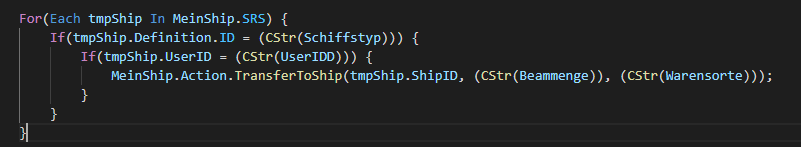 For(Each tmpShip In MeinShip.SRS) {
If(tmpShip.Definition.ID = (CStr(Schiffstyp))) {
If(tmpShip.UserID = (CStr(UserIDD))) {
MeinShip.Action.TransferToShip(tmpShip.ShipID, (CStr(Beammenge)), (CStr(Warensorte)));
}
}
}